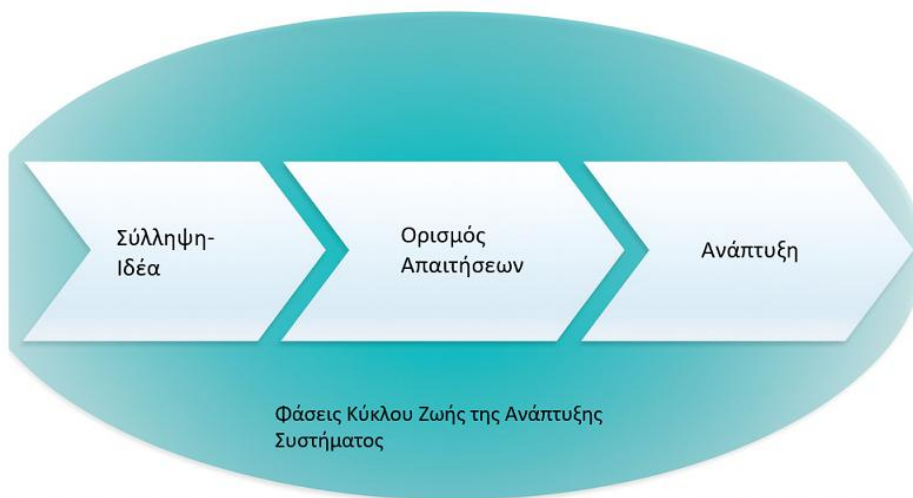 Σύλληψη-
Ιδέα
Ορισμός
Απαιτήσεων
Ανάπτυξη
Φάσεις Κύκλου Ζωής της Ανάπτυξης
Συστήματος